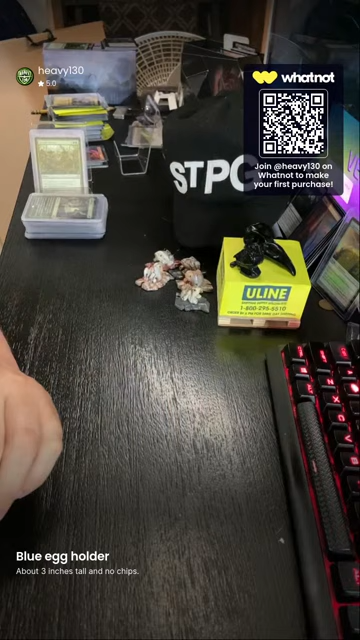 heavy130
★ 5.0
whatnot
Join @heavy130 on
Whatnot to make
your first purchase!
STPG
ULINE
1-800-295-5510
Blue egg holder
About 3 inches tall and no chips.